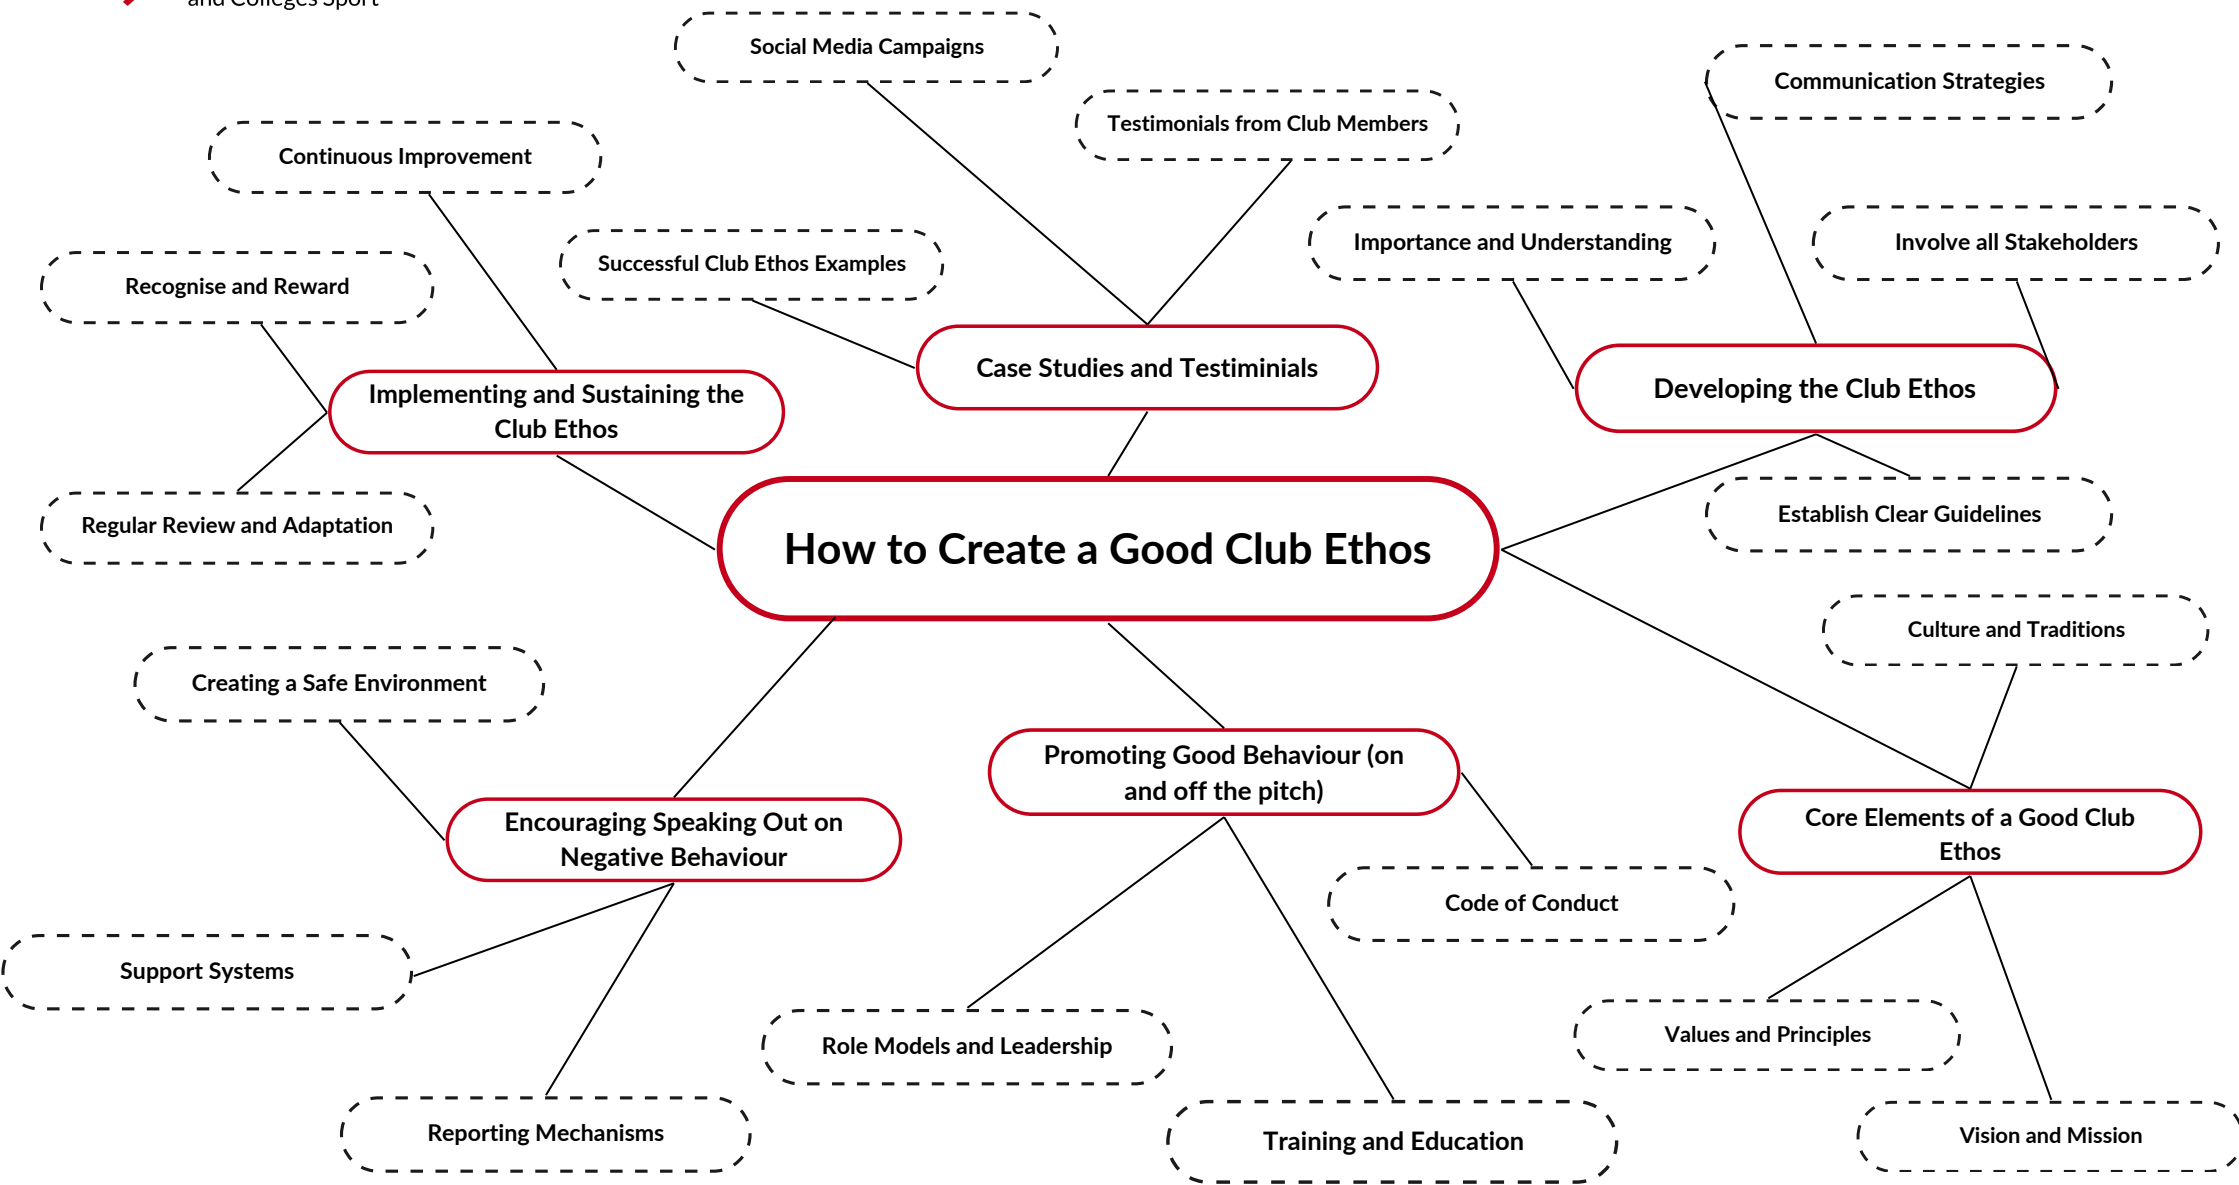 and Colleges Sport
Social Media Campaigns
Communication Strategies
Testimonials from Club Members
Continuous Improvement
Importance and Understanding
Involve all Stakeholders
Successful Club Ethos Examples
Recognise and Reward
Case Studies and Testiminials
Developing the Club Ethos
Implementing and Sustaining the
Club Ethos
Establish Clear Guidelines
Regular Review and Adaptation
How to Create a Good Club Ethos
Culture and Traditions
Creating a Safe Environment
Promoting Good Behaviour (on
and off the pitch)
Core Elements of a Good Club
Ethos
Encouraging Speaking Out on
Negative Behaviour
Code of Conduct
Support Systems
Values and Principles
Role Models and Leadership
Reporting Mechanisms
Training and Education
Vision and Mission